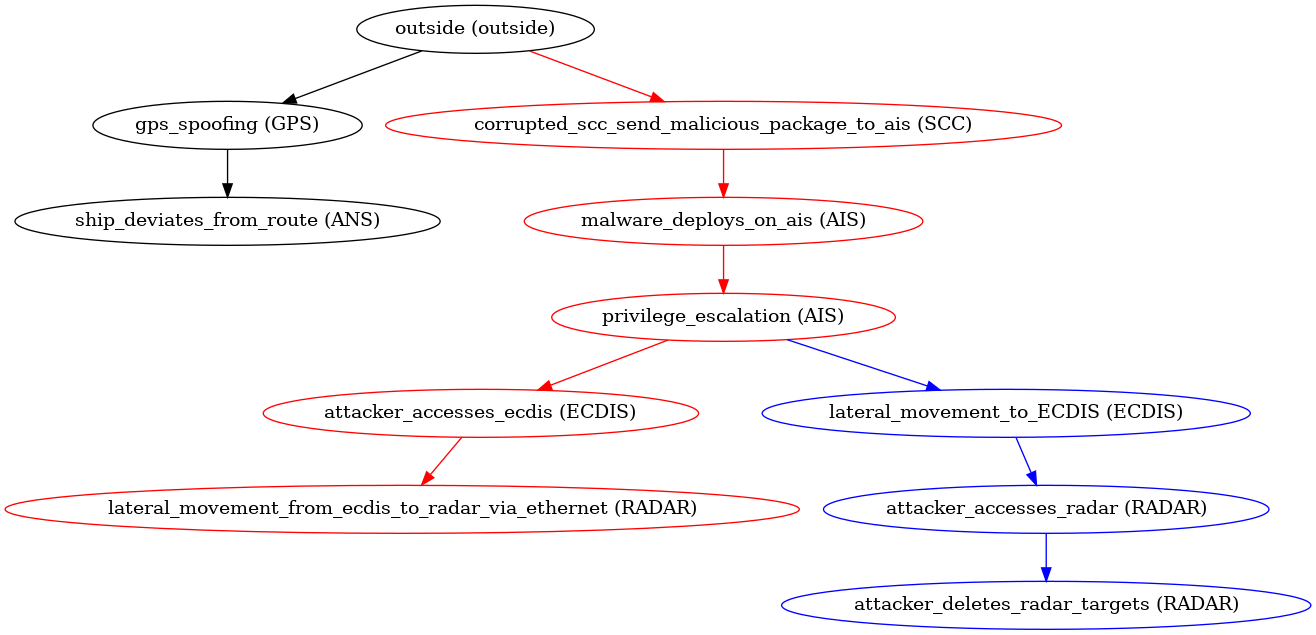 outside (outside)
gps_spoofing (GPS)
corrupted_scc_send_malicious_package_to_ais (SCC)
ship_deviates_from_route (ANS)
malware_deploys_on_ais (AIS)
privilege_escalation (AIS)
attacker_accesses_ecdis (ECDIS)
lateral_movement_to_ECDIS (ECDIS)
lateral_movement_from_ecdis_to_radar_via_ethernet (RADAR)
attacker_accesses_radar (RADAR)
attacker_deletes_radar_targets (RADAR)